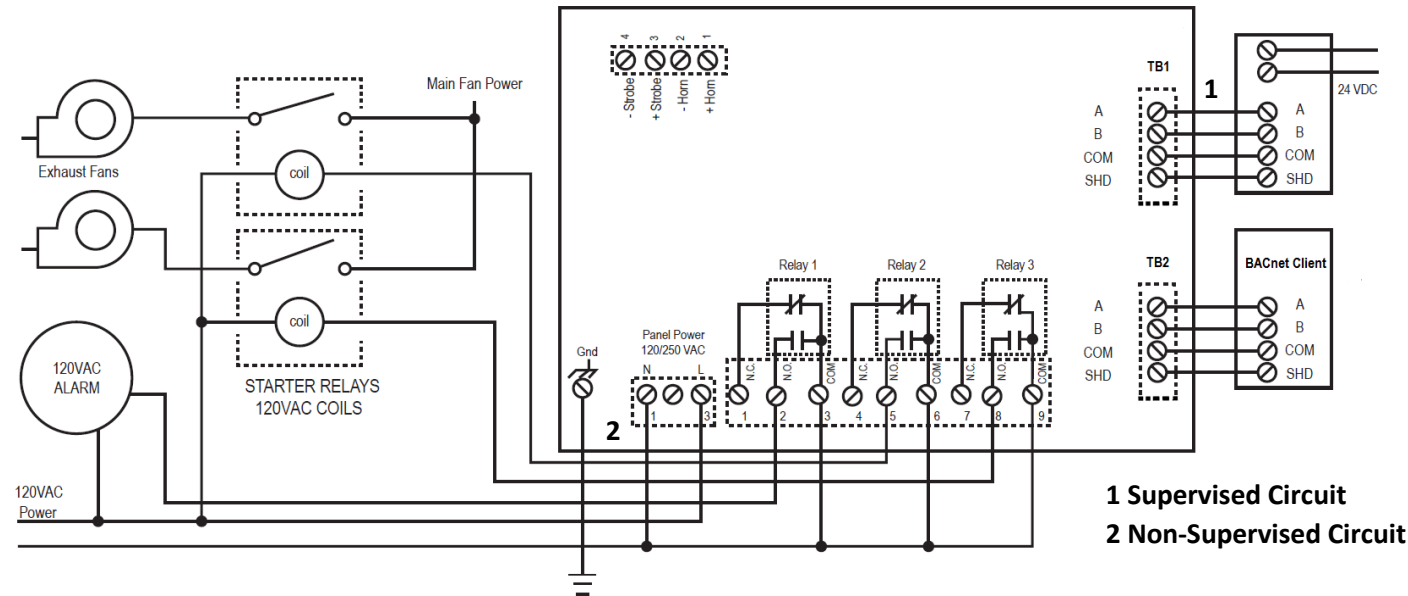 4 3 2 1
- Strobe
+ Strobe
- Horn
+ Horn
Main Fan Power
Exhaust Fans
coil
coil
STARTER RELAYS
120VAC COILS
120VAC
ALARM
120VAC
Power
Gnd
Panel Power
120/250 VAC
N L
1 3
2
Relay 1
Relay 2
Relay 3
N.C. N.O. COM N.C. N.O. COM N.C. N.O. COM
1 2 3 4 5 6 7 8 9
TB1
A
B
COM
SHD
1
24 VDC
A
B
COM
SHD
TB2
A
B
COM
SHD
BACnet Client
A
B
COM
SHD
1 Supervised Circuit
2 Non-Supervised Circuit